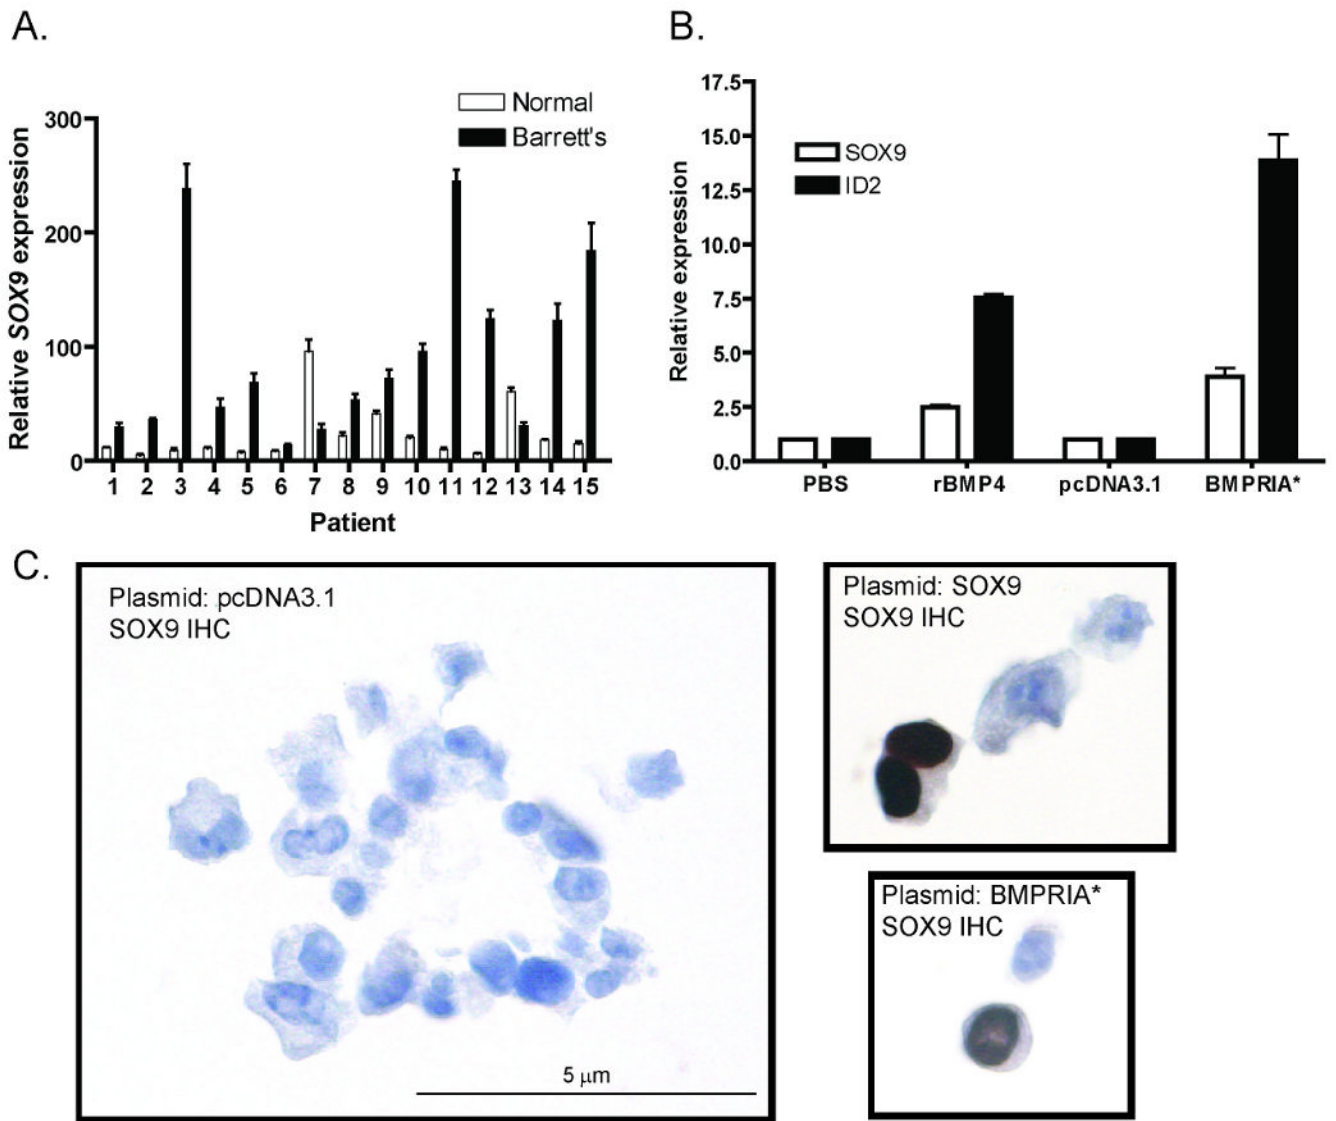 A.
Normal
Barrett's
Relative SOX9 expression
300
200
100
0
1 2 3 4 5 6 7 8 9 10 11 12 13 14 15
Patient
B.
17.5
15.0
12.5
10.0
7.5
5.0
2.5
0.0
Relative expression
SOX9
ID2
PBS rBMP4 pcDNA3.1 BMPRIA*
C.
Plasmid: pcDNA3.1
SOX9 IHC
5 µm
Plasmid: SOX9
SOX9 IHC
Plasmid: BMPRIA*
SOX9 IHC